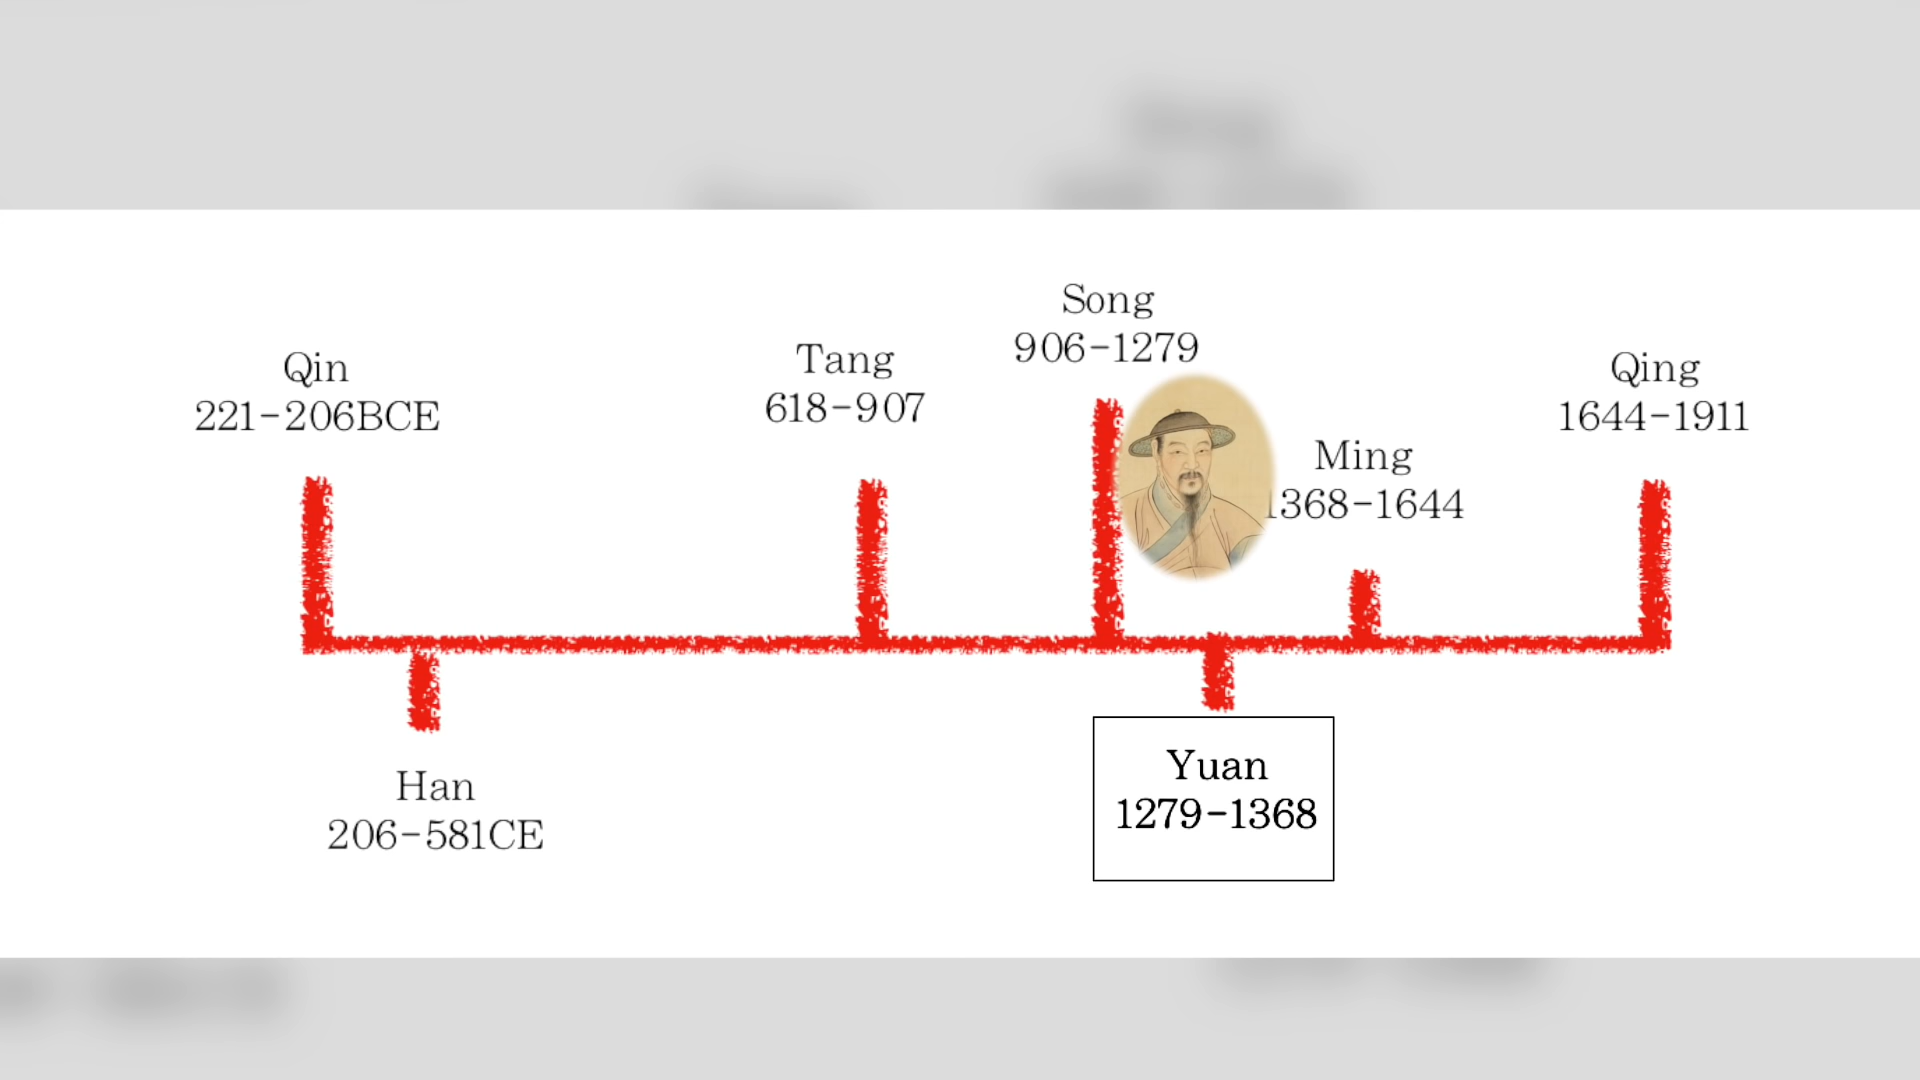 Qin
221-206BCE
Han
206-581CE
Tang
618-907
Song
906-1279
Yuan
1279-1368
Ming
1368-1644
Qing
1644-1911